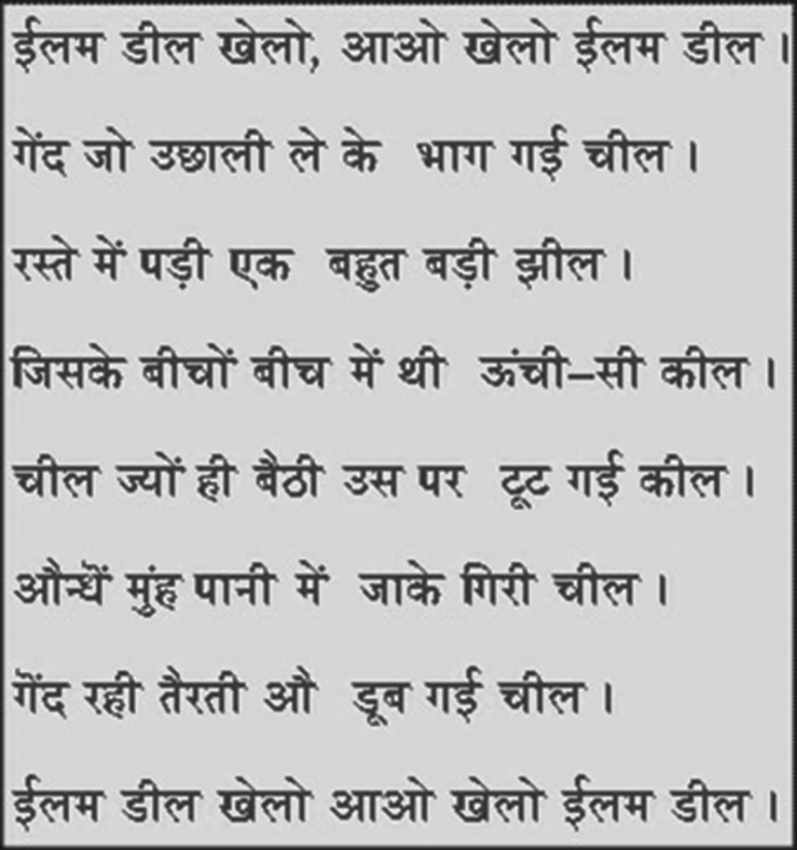 ईलम डील खेलो, आओ खेलो ईलम डील ।
गेंद जो उछाली ले के भाग गई चील ।
रस्ते में पड़ी एक बहुत बड़ी झील ।
जिसके बीचों बीच में थी ऊंची–सी कील ।
चील ज्यों ही बैठी उस पर टूट गई कील ।
औन्धें मुंह पानी में जाके गिरी चील ।
गेंद रही तैरती औ डूब गई चील ।
ईलम डील खेलो आओ खेलो ईलम डील ।